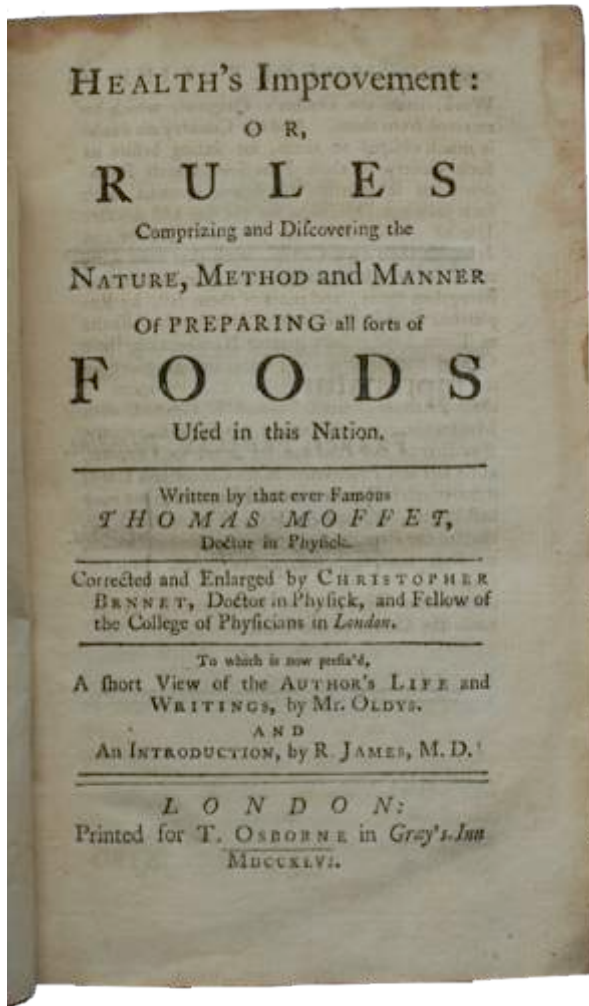 HEALTH's Improvement:
OR,
RULES
Comprizing and Diſcovering the
NATURE, METHOD and MANNER
Of PREPARING all ſorts of
FOODS
Uſed in this Nation.
Written by that ever Famous
THOMAS MOFFET,
Doctor in Phyſick.
Corrected and Enlarged by CHRISTOPHER
BENNET, Doctor in Phyſick, and Fellow of
the College of Phyſicians in London.
To which is now prefix'd,
A ſhort View of the AUTHOR'S LIFE and
WRITINGS, by Mr. OLDYS.
AND
An INTRODUCTION, by R. JAMES, M. D.
LONDON:
Printed for T. OSBORNE in Gray's-Inn
MDCCXLVI.